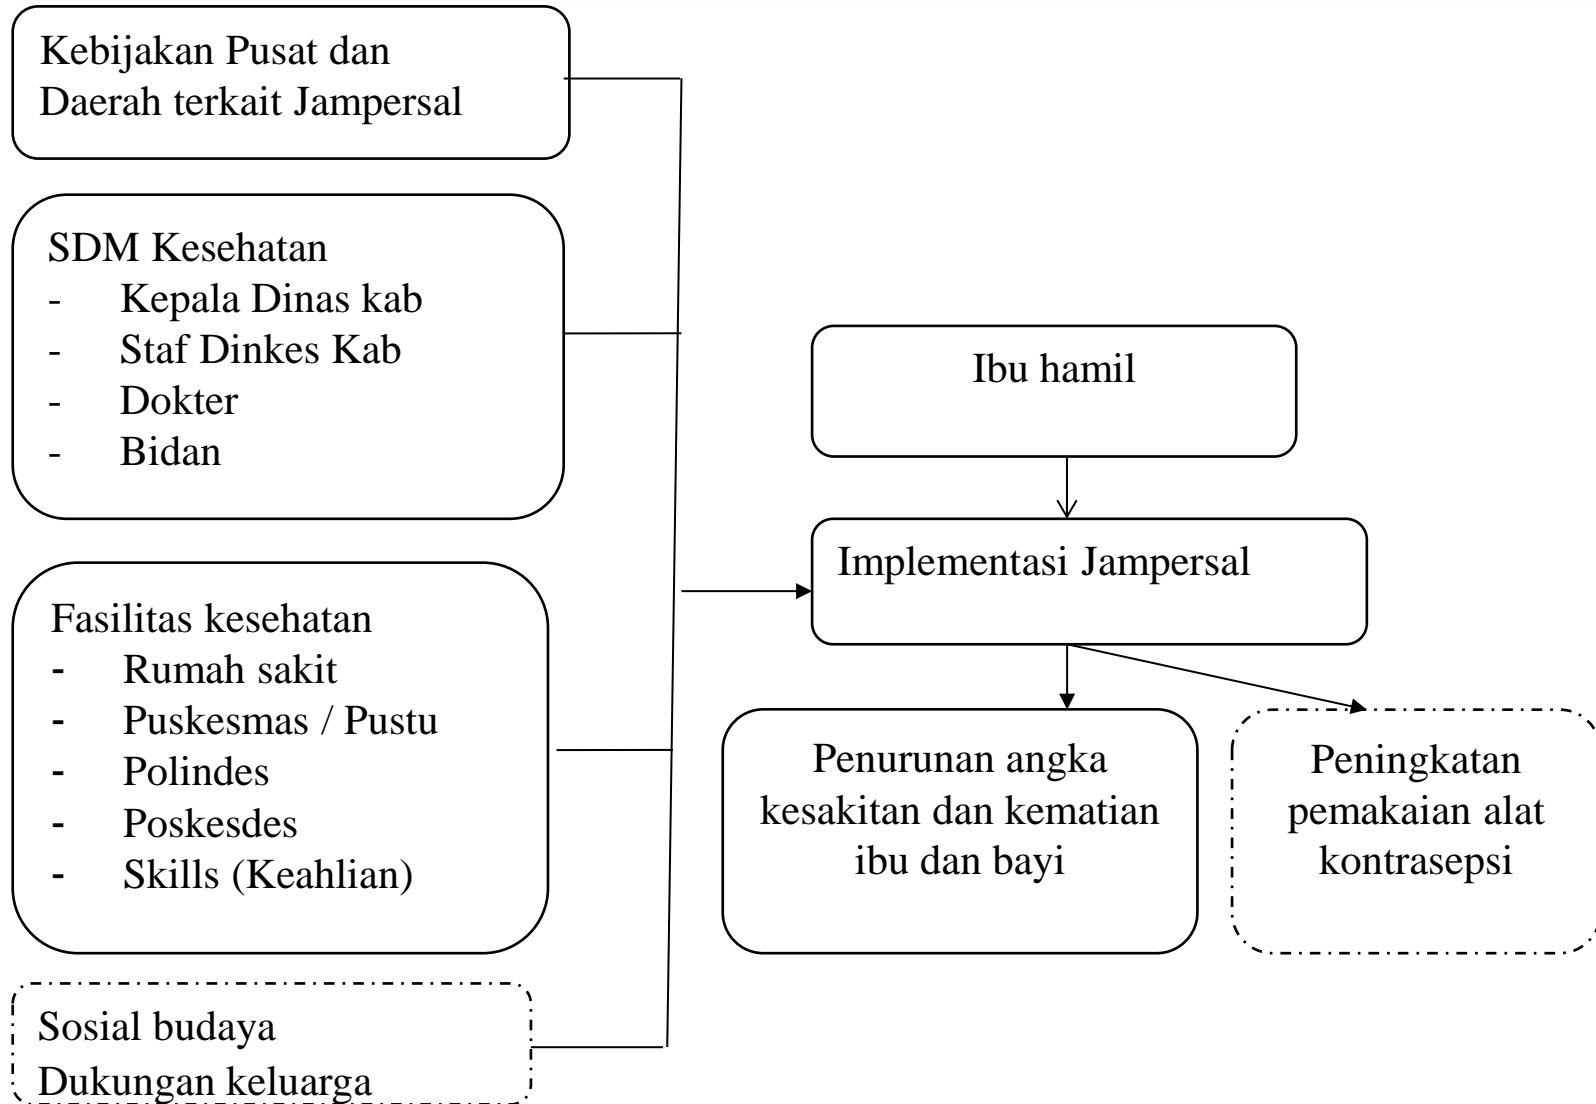 Kebijakan Pusat dan
Daerah terkait Jampersal
SDM Kesehatan
- Kepala Dinas kab
- Staf Dinkes Kab
- Dokter
- Bidan
Fasilitas kesehatan
- Rumah sakit
- Puskesmas / Pustu
- Polindes
- Poskesdes
- Skills (Keahlian)
Sosial budaya
Dukungan keluarga
Ibu hamil
Implementasi Jampersal
Penurunan angka
kesakitan dan kematian
ibu dan bayi
Peningkatan
pemakaian alat
kontrasepsi